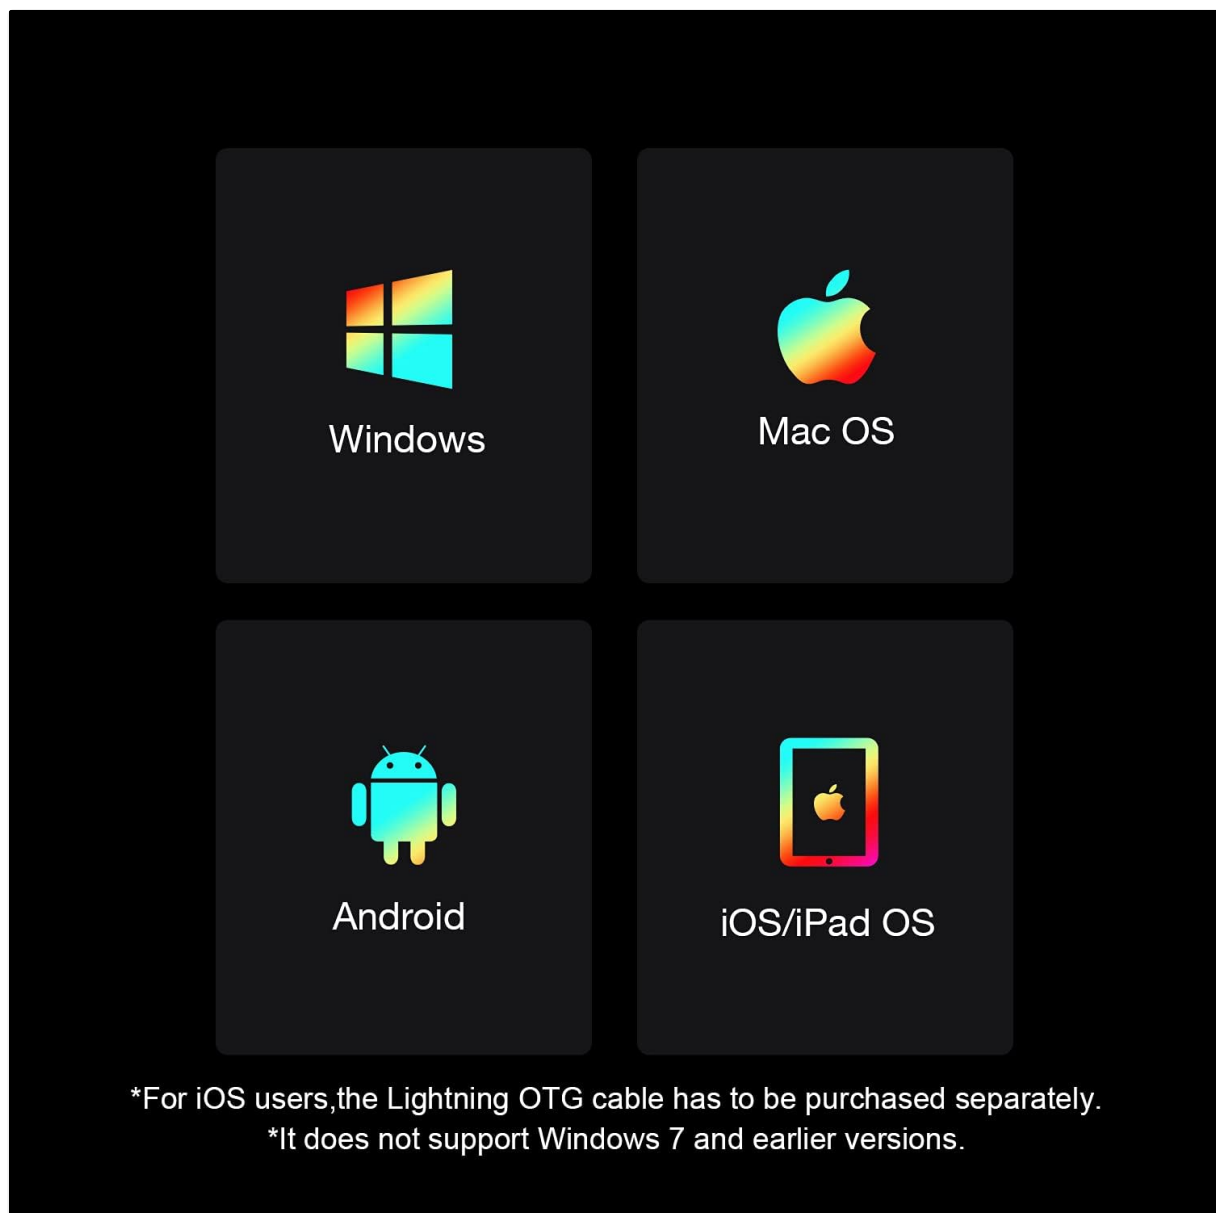 Windows
Mac OS
Android
iOS/iPad OS
*For iOS users,the Lightning OTG cable has to be purchased separately.
*It does not support Windows 7 and earlier versions.